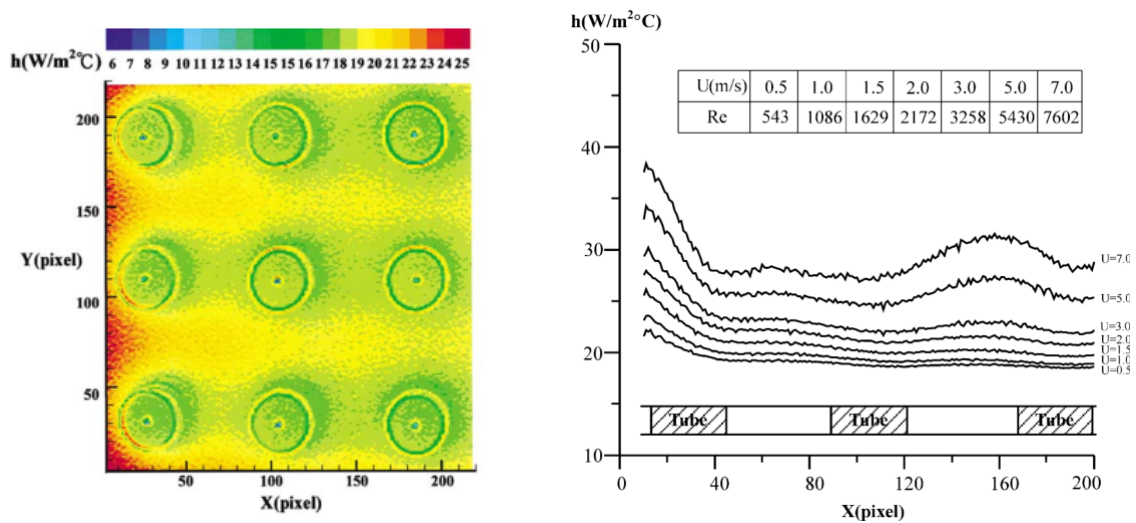 h(W/m²℃)
6 7 8 9 10 11 12 13 14 15 16 17 18 19 20 21 22 23 24 25
200
150
Y(pixel)
100
50
50 100 150 200
X(pixel)
h(W/m²°C)
50
U(m/s) 0.5 1.0 1.5 2.0 3.0 5.0 7.0
Re 543 1086 1629 2172 3258 5430 7602
40
30
U=7.0
U=5.0
U=3.0
U=2.0
U=1.5
U=1.0
U=0.5
20
Tube Tube Tube
10
0 40 80 120 160 200
X(pixel)